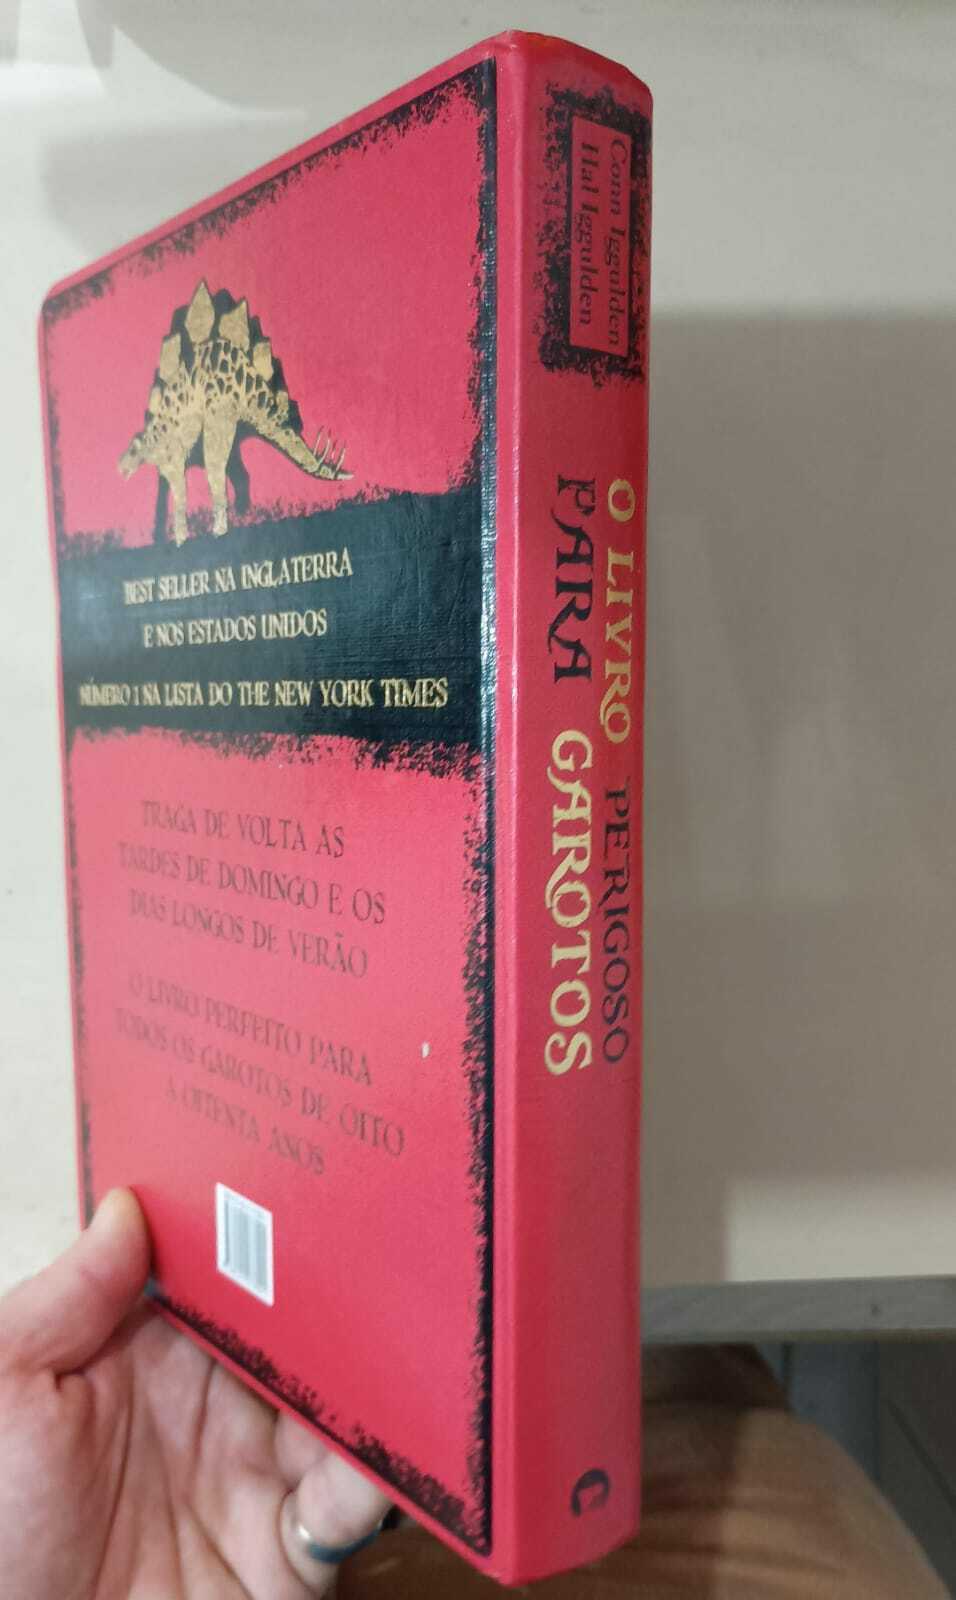 BEST SELLER NA INGLATERRA
E NOS ESTADOS UNIDOS
NÚMERO 1 NA LISTA DO THE NEW YORK TIMES
TRAGA DE VOLTA AS
TARDES DE DOMINGO E OS
DIAS LONGOS DE VERÃO
O LIVRO PERFEITO PARA
TODOS OS GAROTOS DE OITO
A OITENTA ANOS
Conn Iggulden
Hal Iggulden
O LIVRO PERIGOSO
PARA GAROTOS